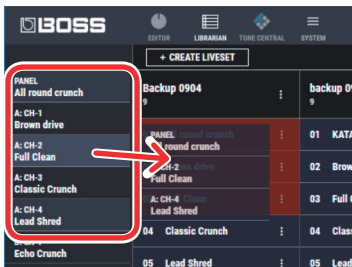 BOSS
EDITOR
LIBRARIAN
TONE CENTRAL
SYSTEM
+ CREATE LIVESET
PANEL
All round crunch
A: CH-1
Brown drive
A: CH-2
Full Clean
A: CH-3
Classic Crunch
A: CH-4
Lead Shred
Echo Crunch
Backup 0904
9
PANEL
round crunch
CH-2
Full Clean
A: CH-4
Lead Shred
04 Classic Crunch
05 Lead Shred
backup 09
9
01 KATA
02 Brow
03 Full
04 Clas
05 Lead